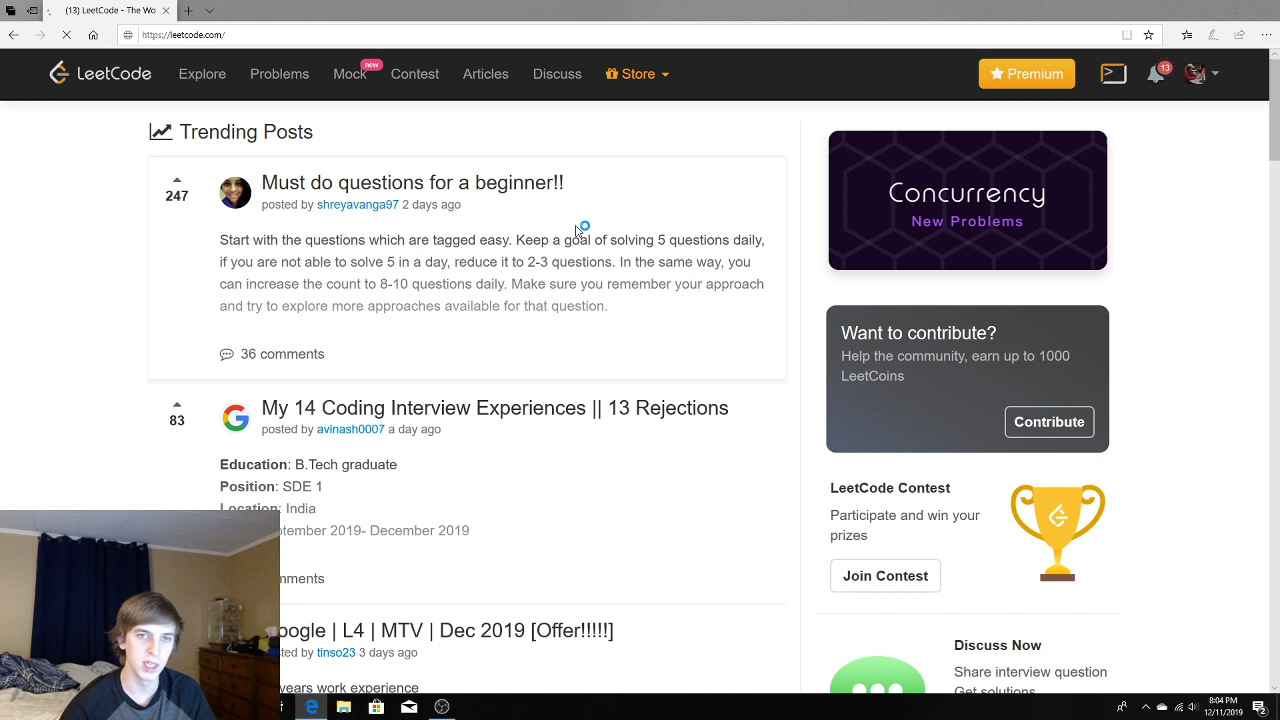 (13) LeetCode - The Wo
https://leetcode.com/
LeetCode
Explore
Problems
Mock
new
Contest
Articles
Discuss
Store
Premium
13
Trending Posts
247
Must do questions for a beginner!!
posted by shreyavanga97 2 days ago
Start with the questions which are tagged easy. Keep a goal of solving 5 questions daily,
if you are not able to solve 5 in a day, reduce it to 2-3 questions. In the same way, you
can increase the count to 8-10 questions daily. Make sure you remember your approach
and try to explore more approaches available for that question.
36 comments
83
My 14 Coding Interview Experiences || 13 Rejections
posted by avinash0007 a day ago
Education: B.Tech graduate
Position: SDE 1
Location: India
tember 2019- December 2019
mments
oogle | L4 | MTV | Dec 2019 [Offer!!!!!]
ted by tinso23 3 days ago
years work experience
Concurrency
New Problems
Want to contribute?
Help the community, earn up to 1000
LeetCoins
Contribute
LeetCode Contest
Participate and win your
prizes
Join Contest
Discuss Now
Share interview question
Get solutions
8:04 PM
12/11/2019